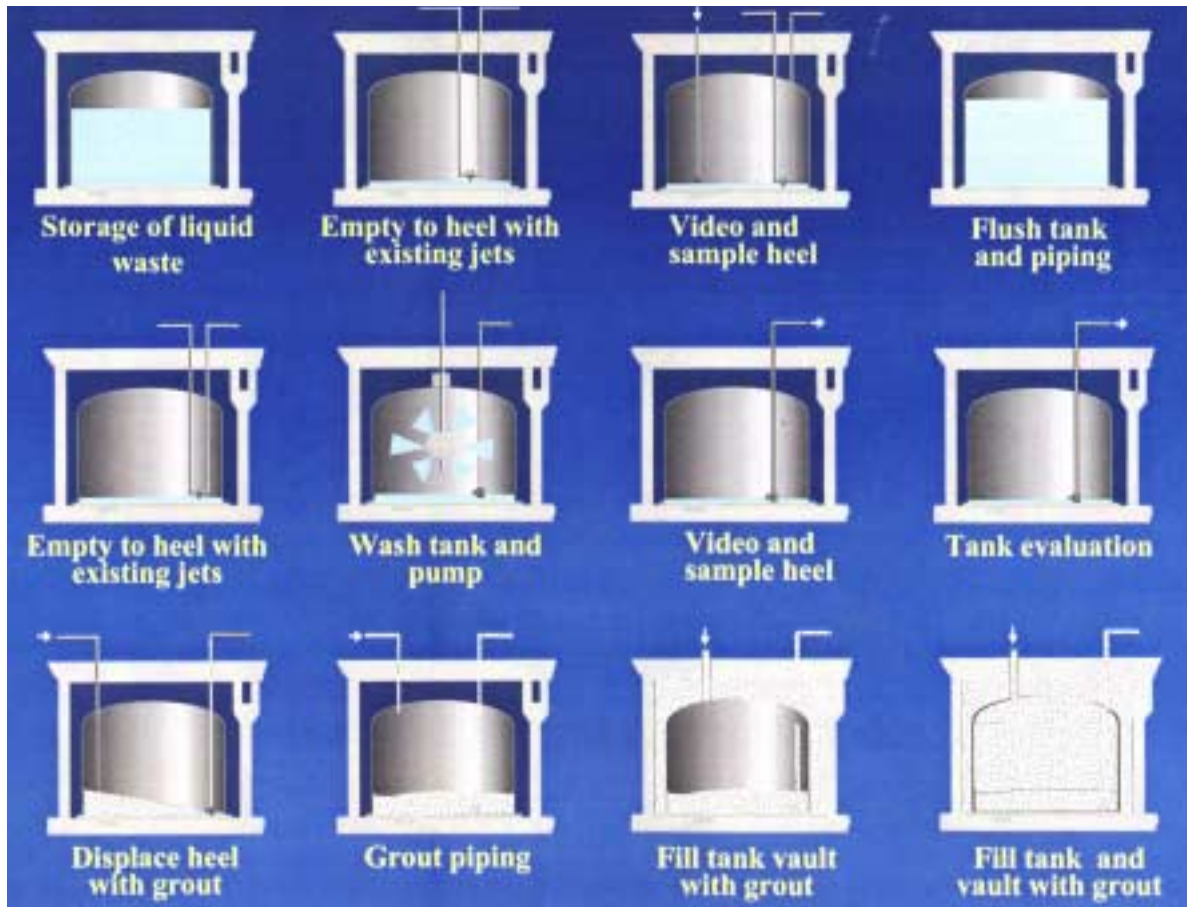 Storage of liquid
waste
Empty to heel with
existing jets
Video and
sample heel
Flush tank
and piping
Empty to heel with
existing jets
Wash tank and
pump
Video and
sample heel
Tank evaluation
Displace heel
with grout
Grout piping
Fill tank vault
with grout
Fill tank and
vault with grout